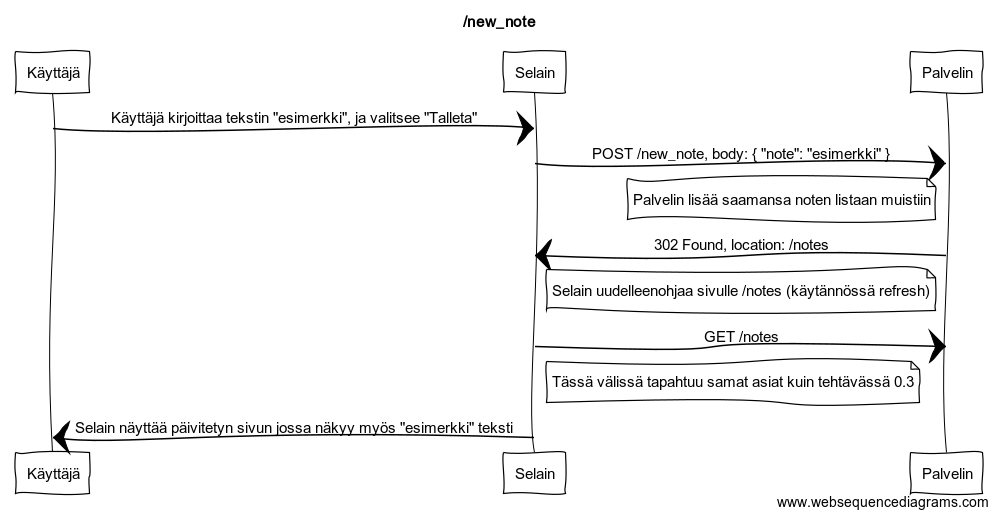 /new_note
Käyttäjä Selain Palvelin
Käyttäjä kirjoittaa tekstin "esimerkki", ja valitsee "Talleta"
POST /new_note, body: { "note": "esimerkki" }
Palvelin lisää saamansa noten listaan muistiin
302 Found, location: /notes
Selain uudelleenohjaa sivulle /notes (käytännössä refresh)
GET /notes
Tässä välissä tapahtuu samat asiat kuin tehtävässä 0.3
Selain näyttää päivitetyn sivun jossa näkyy myös "esimerkki" teksti
Käyttäjä Selain Palvelin
www.websequencediagrams.com